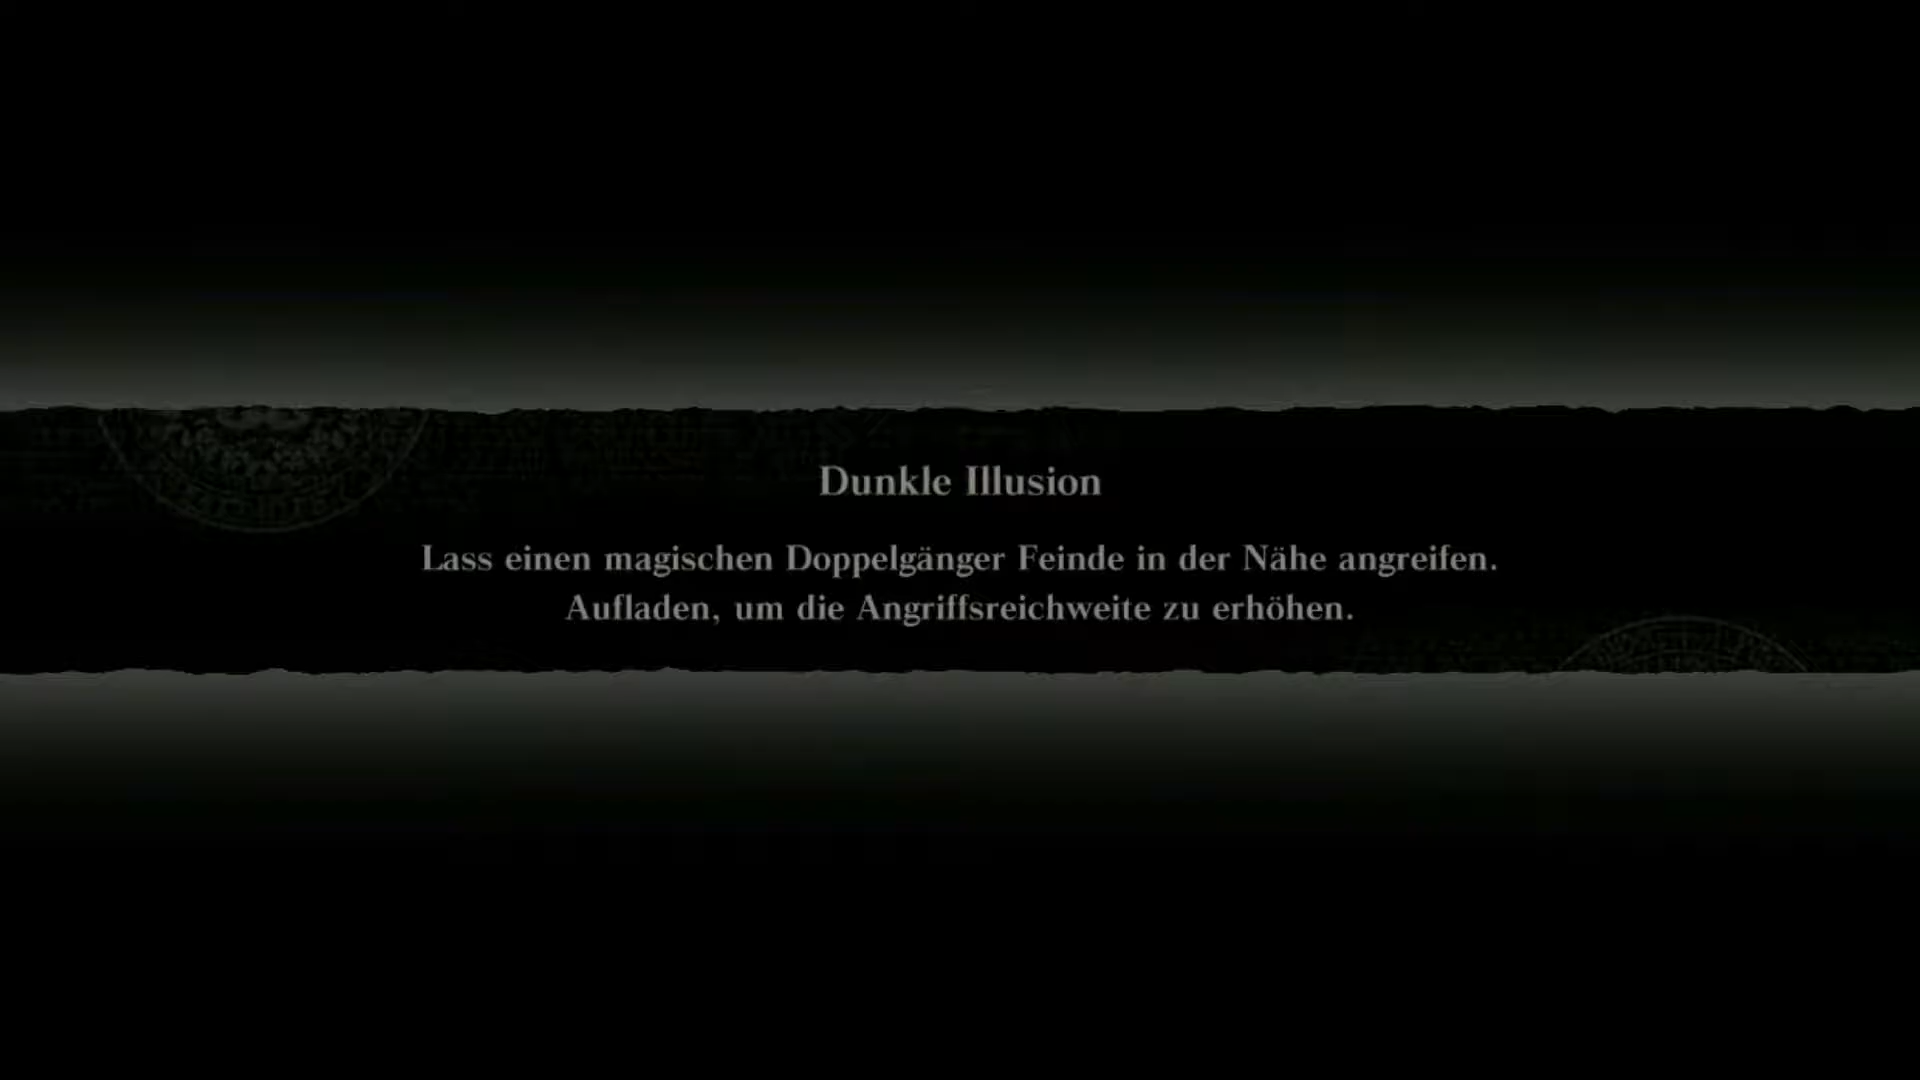 Dunkle Illusion
Lass einen magischen Doppelgänger Feinde in der Nähe angreifen.
Aufladen, um die Angriffsreichweite zu erhöhen.